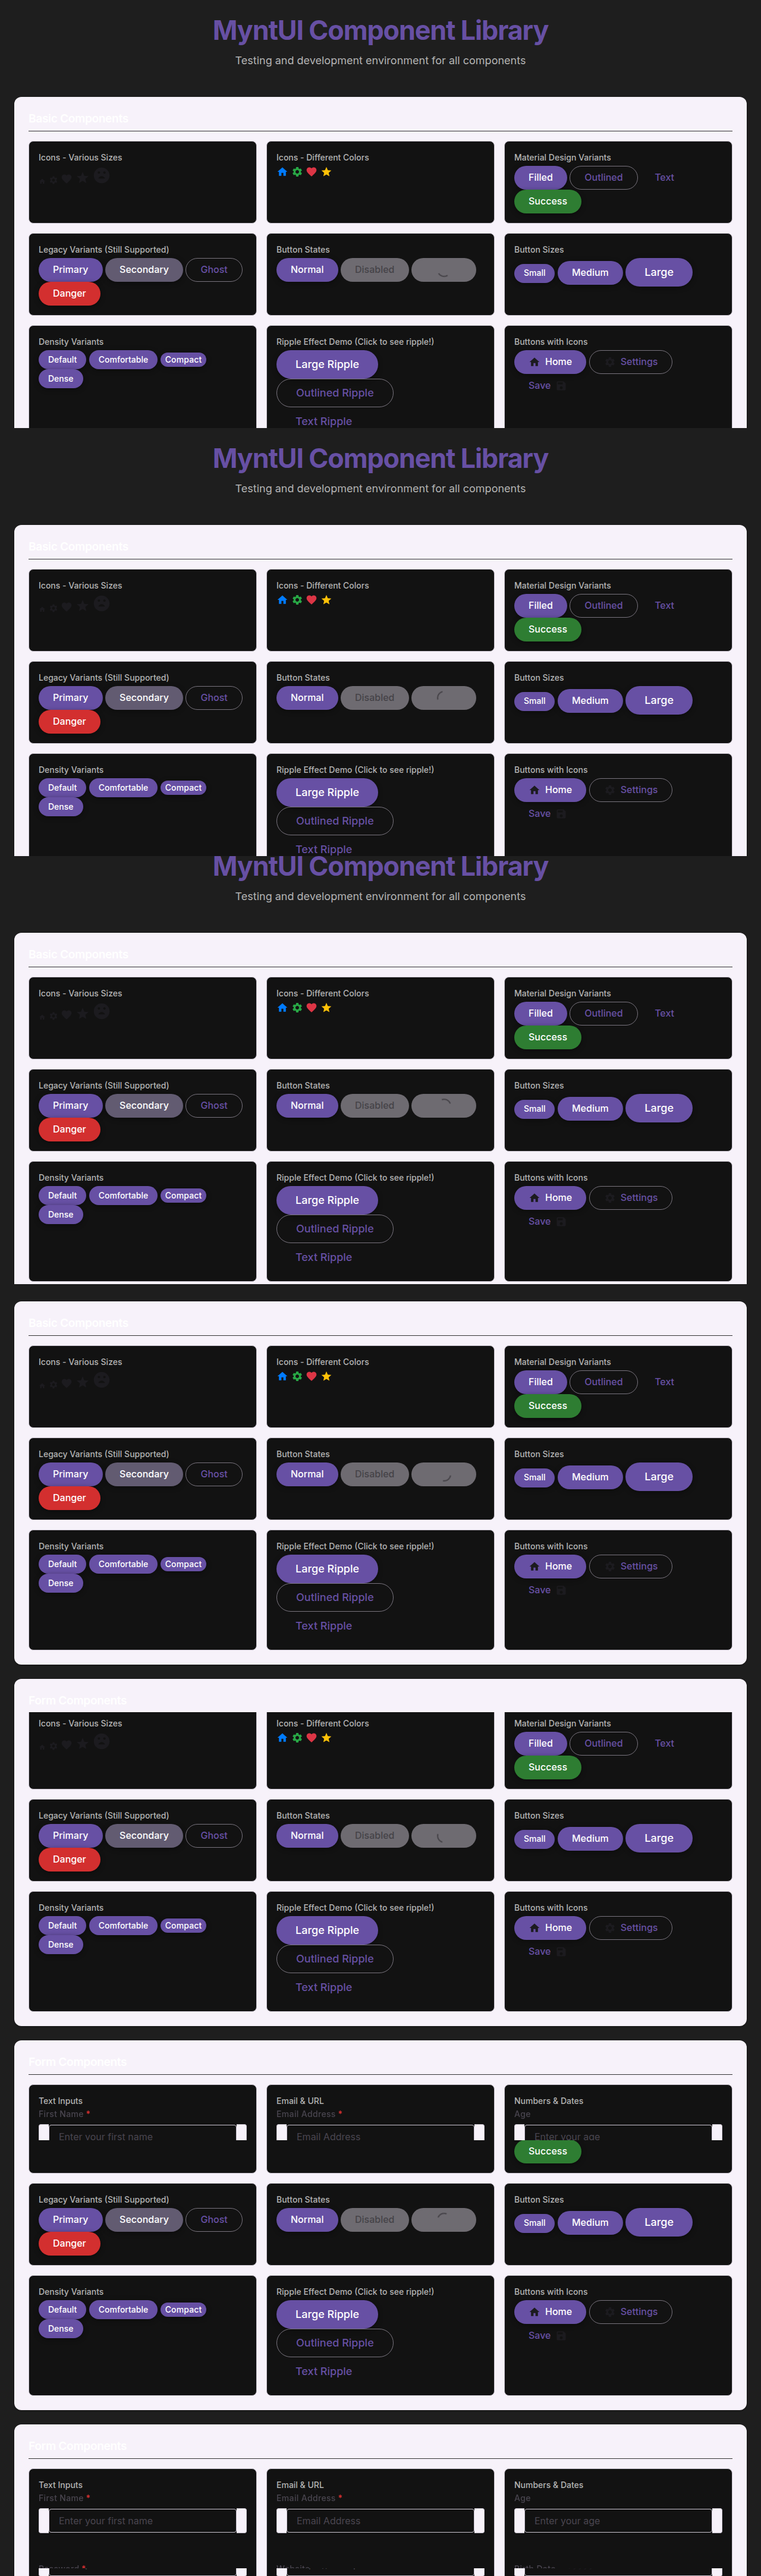 MyntUI Component Library
Testing and development environment for all components
Basic Components
Icons - Various Sizes
Icons - Different Colors
Material Design Variants
Filled Outlined Text
Success
Legacy Variants (Still Supported)
Primary Secondary Ghost
Danger
Button States
Normal Disabled
Button Sizes
Small Medium Large
Density Variants
Default Comfortable Compact
Dense
Ripple Effect Demo (Click to see ripple!)
Large Ripple
Outlined Ripple
Text Ripple
Buttons with Icons
Home Settings
Save
MyntUI Component Library
Testing and development environment for all components
Basic Components
Icons - Various Sizes
Icons - Different Colors
Material Design Variants
Filled Outlined Text
Success
Legacy Variants (Still Supported)
Primary Secondary Ghost
Danger
Button States
Normal Disabled
Button Sizes
Small Medium Large
Density Variants
Default Comfortable Compact
Dense
Ripple Effect Demo (Click to see ripple!)
Large Ripple
Outlined Ripple
Text Ripple
Buttons with Icons
Home Settings
Save
MyntUI Component Library
Testing and development environment for all components
Basic Components
Icons - Various Sizes
Icons - Different Colors
Material Design Variants
Filled Outlined Text
Success
Legacy Variants (Still Supported)
Primary Secondary Ghost
Danger
Button States
Normal Disabled
Button Sizes
Small Medium Large
Density Variants
Default Comfortable Compact
Dense
Ripple Effect Demo (Click to see ripple!)
Large Ripple
Outlined Ripple
Text Ripple
Buttons with Icons
Home Settings
Save
Basic Components
Icons - Various Sizes
Icons - Different Colors
Material Design Variants
Filled Outlined Text
Success
Legacy Variants (Still Supported)
Primary Secondary Ghost
Danger
Button States
Normal Disabled
Button Sizes
Small Medium Large
Density Variants
Default Comfortable Compact
Dense
Ripple Effect Demo (Click to see ripple!)
Large Ripple
Outlined Ripple
Text Ripple
Buttons with Icons
Home Settings
Save
Form Components
Icons - Various Sizes
Icons - Different Colors
Material Design Variants
Filled Outlined Text
Success
Legacy Variants (Still Supported)
Primary Secondary Ghost
Danger
Button States
Normal Disabled
Button Sizes
Small Medium Large
Density Variants
Default Comfortable Compact
Dense
Ripple Effect Demo (Click to see ripple!)
Large Ripple
Outlined Ripple
Text Ripple
Buttons with Icons
Home Settings
Save
Form Components
Text Inputs
First Name *
Enter your first name
Email & URL
Email Address *
Email Address
Numbers & Dates
Age
Enter your age
Success
Legacy Variants (Still Supported)
Primary Secondary Ghost
Danger
Button States
Normal Disabled
Button Sizes
Small Medium Large
Density Variants
Default Comfortable Compact
Dense
Ripple Effect Demo (Click to see ripple!)
Large Ripple
Outlined Ripple
Text Ripple
Buttons with Icons
Home Settings
Save
Form Components
Text Inputs
First Name *
Enter your first name
Email & URL
Email Address *
Email Address
Numbers & Dates
Age
Enter your age